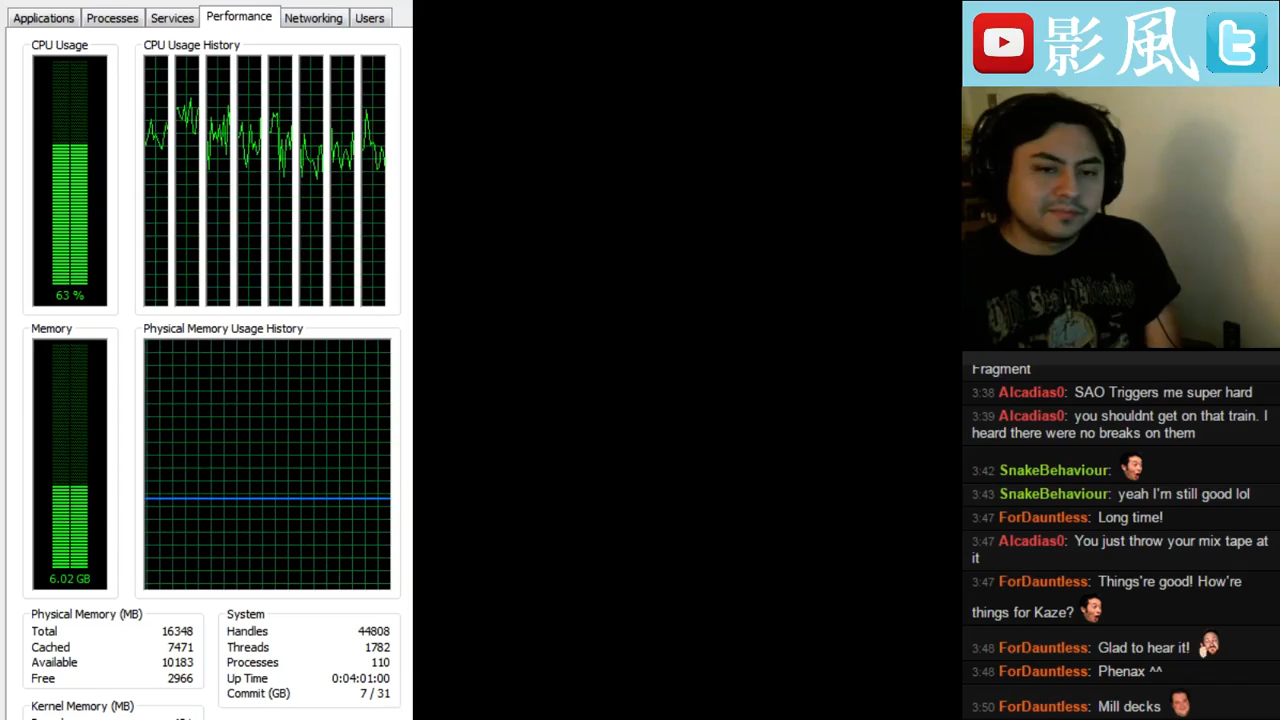 Applications Processes Services Performance Networking Users
CPU Usage
CPU Usage History
63 %
Memory
Physical Memory Usage History
6.02 GB
Physical Memory (MB)
Total 16348
Cached 7471
Available 10183
Free 2966
System
Handles 44808
Threads 1782
Processes 110
Up Time 0:04:01:00
Commit (GB) 7 / 31
Kernel Memory (MB)
影風
Fragment
3:38 Alcadias0: SAO Triggers me super hard
3:39 Alcadias0: you shouldnt get on that train. I
heard there were no breaks on them
3:42 SnakeBehaviour:
3:43 SnakeBehaviour: yeah I'm still good lol
3:47 ForDauntless: Long time!
3:47 Alcadias0: You just throw your mix tape at
it
3:47 ForDauntless: Things're good! How're
things for Kaze?
3:48 ForDauntless: Glad to hear it!
3:48 ForDauntless: Phenax ^^
3:50 ForDauntless: Mill decks